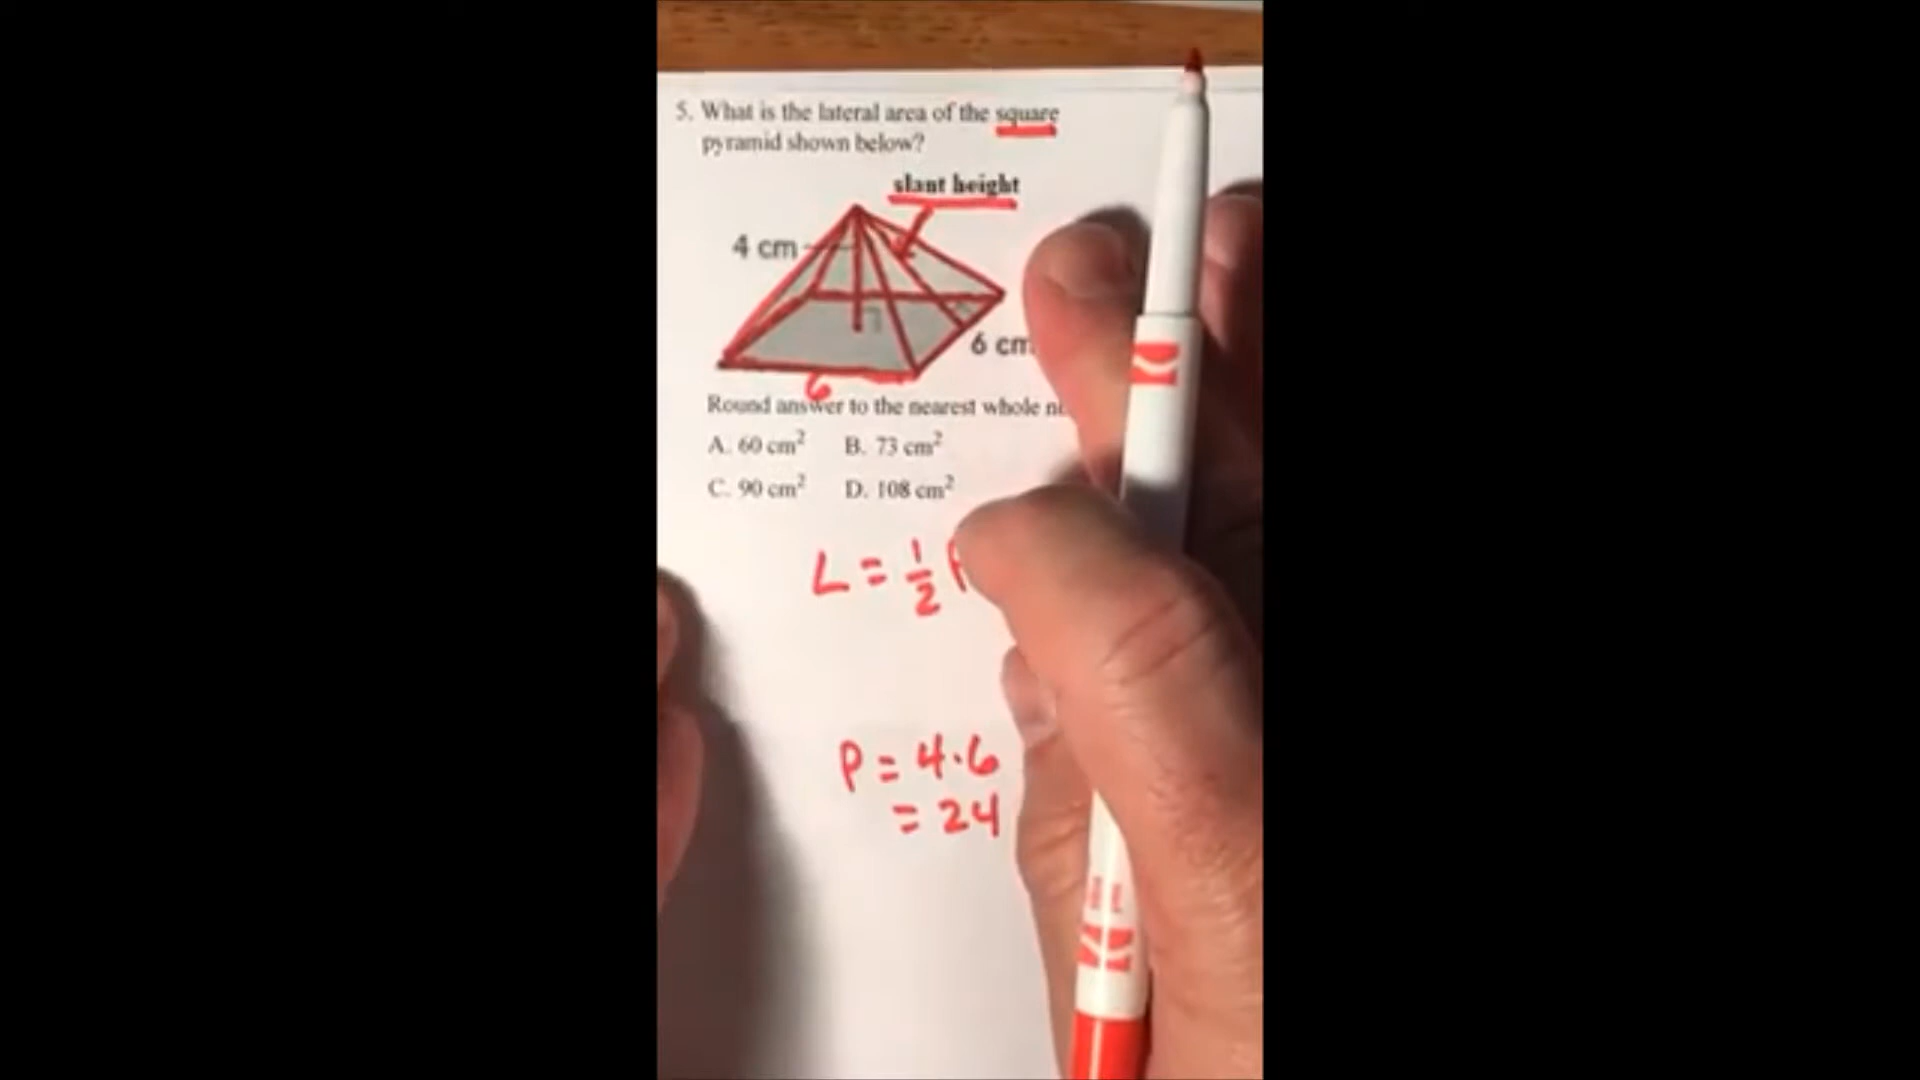 5. What is the lateral area of the square
pyramid shown below?
slant height
4 cm
6 cm
6
Round answer to the nearest whole
A. 60 cm² B. 73 cm²
C. 90 cm² D. 108 cm²
L = 1/2
P = 4·6
= 24